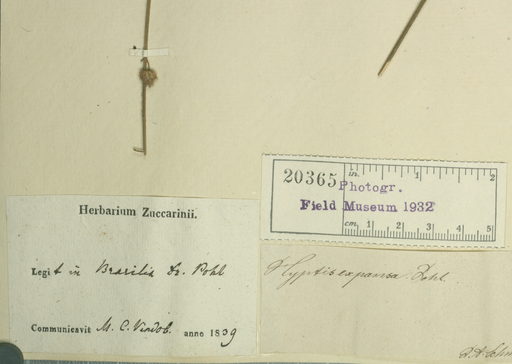 20365
in. 1 2
Photogr.
Field Museum 1932
cm. 1 2 3 4 5
Herbarium Zuccarinii.
Legit in Brasilia Dr. Pohl
Communicavit M. C. Vindob. anno 1839
Hyptis expansa Pohl.